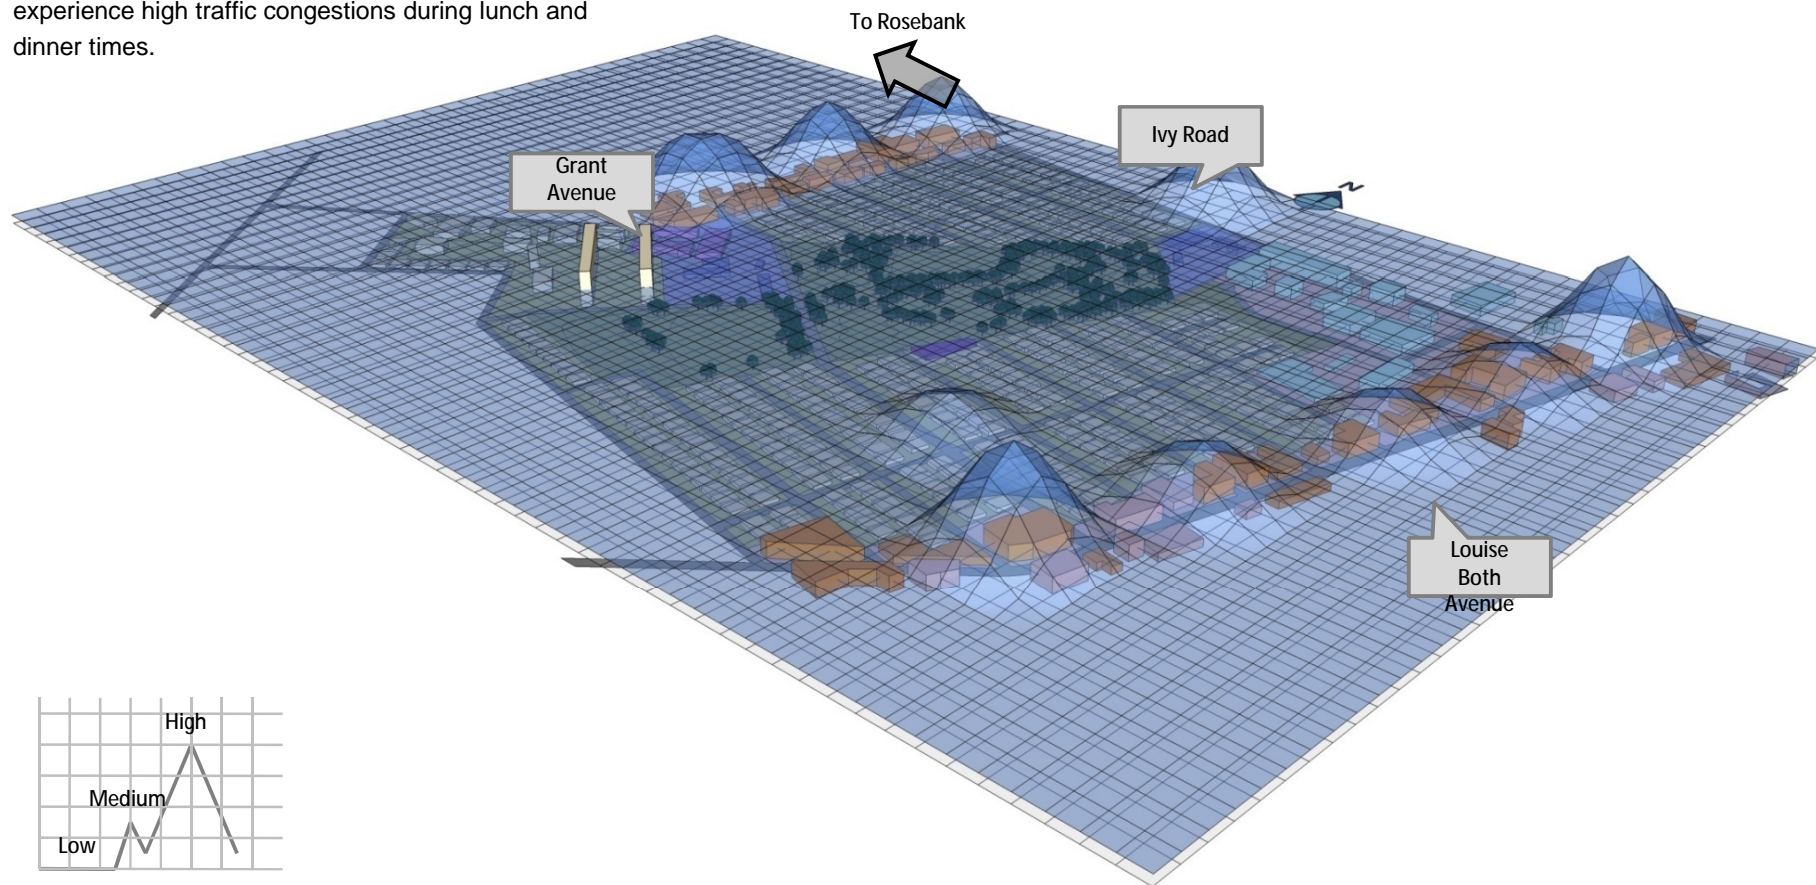 experience high traffic congestions during lunch and
dinner times.
To Rosebank
Ivy Road
Grant
Avenue
N
Louise
Both
Avenue
High
Medium
Low